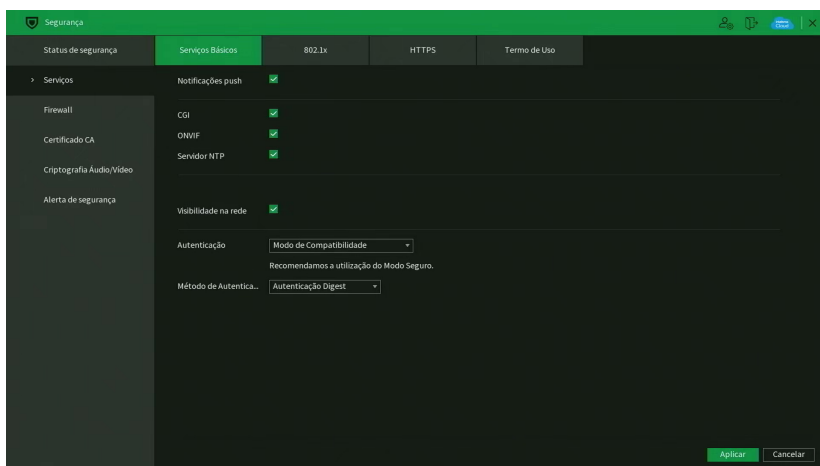 Segurança
Cloud
Status de segurança
Serviços Básicos
802.1x
HTTPS
Termo de Uso
Serviços
Firewall
Certificado CA
Criptografia Áudio/Vídeo
Alerta de segurança
Notificações push
CGI
ONVIF
Servidor NTP
Visibilidade na rede
Autenticação
Modo de Compatibilidade
Recomendamos a utilização do Modo Seguro.
Método de Autentica...
Autenticação Digest
Aplicar
Cancelar